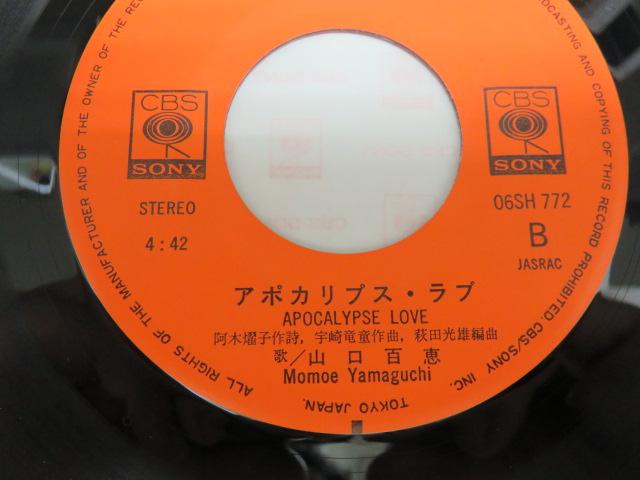 ALL RIGHTS OF THE MANUFACTURER AND OF THE OWNER OF THE
BROADCASTING AND COPYING OF THIS RECORD PROHIBITED. CBS/SONY INC.
TOKYO JAPAN.
CBS
SONY
CBS
SONY
STEREO
4:42
06SH 772
B
JASRAC
アポカリプス・ラブ
APOCALYPSE LOVE
阿木燿子作詩, 宇崎竜童作曲, 萩田光雄編曲
歌／山口百恵
Momoe Yamaguchi